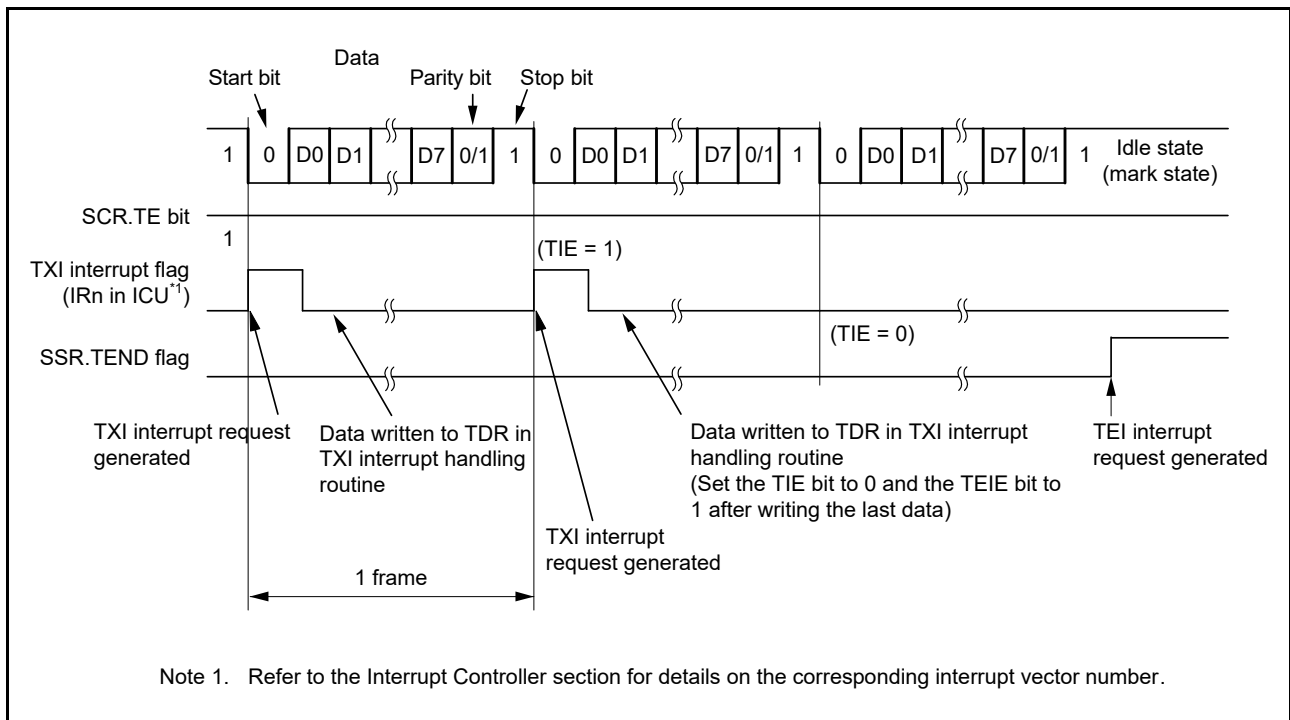 Data
Start bit Parity bit Stop bit
1 0 D0 D1 D7 0/1 1 0 D0 D1 D7 0/1 1 0 D0 D1 D7 0/1 1 Idle state
(mark state)
SCR.TE bit
1
(TIE = 1)
TXI interrupt flag
(IRn in ICU*1)
(TIE = 0)
SSR.TEND flag
TXI interrupt request
generated
Data written to TDR in
TXI interrupt handling
routine
TXI interrupt
request generated
Data written to TDR in TXI interrupt
handling routine
(Set the TIE bit to 0 and the TEIE bit to
1 after writing the last data)
TEI interrupt
request generated
1 frame
Note 1. Refer to the Interrupt Controller section for details on the corresponding interrupt vector number.